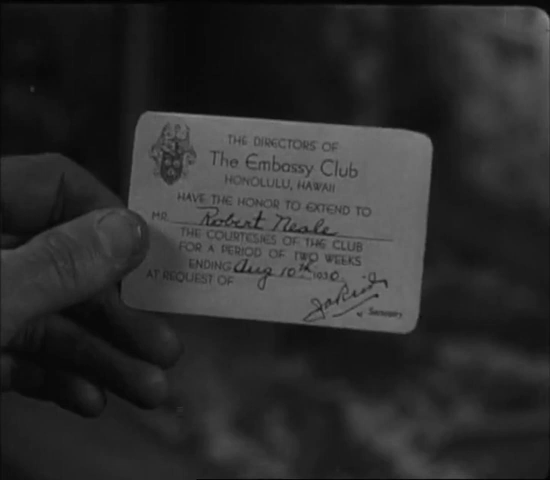 THE DIRECTORS OF
The Embassy Club
HONOLULU, HAWAII
HAVE THE HONOR TO EXTEND TO
MR. Robert Neale
THE COURTESIES OF THE CLUB
FOR A PERIOD OF TWO WEEKS
ENDING Aug 10th
AT REQUEST OF
Secretary